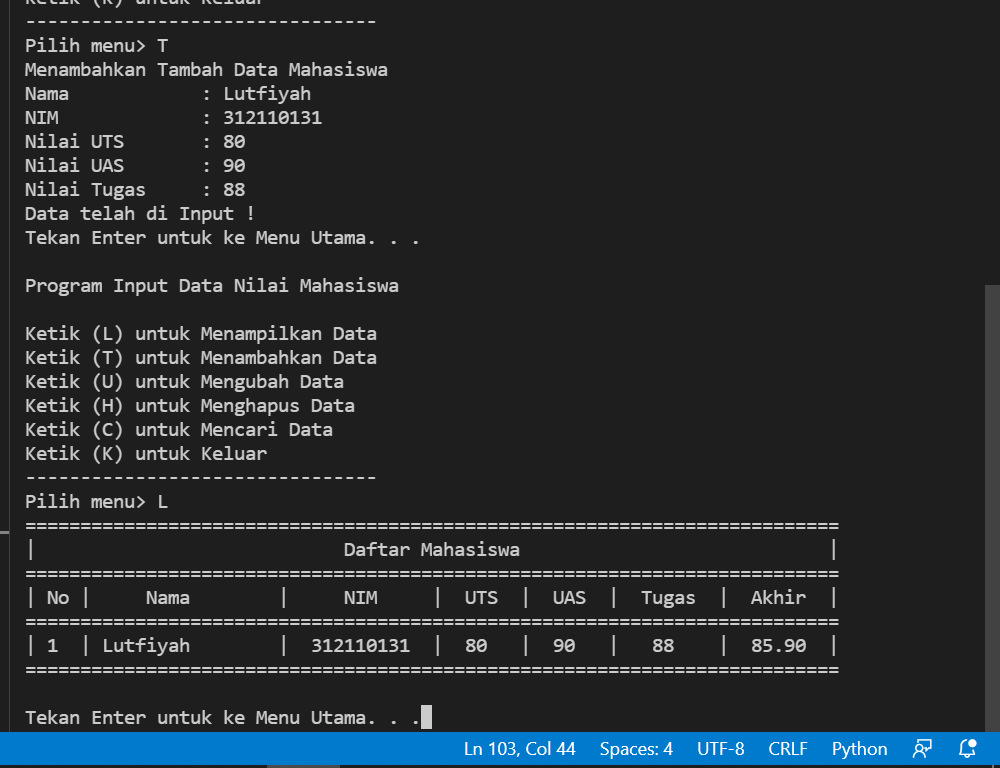 Ketik (K) untuk Keluar
--------------------------------
Pilih menu> T
Menambahkan Tambah Data Mahasiswa
Nama            : Lutfiyah
NIM             : 312110131
Nilai UTS       : 80
Nilai UAS       : 90
Nilai Tugas     : 88
Data telah di Input !
Tekan Enter untuk ke Menu Utama. . .
Program Input Data Nilai Mahasiswa
Ketik (L) untuk Menampilkan Data
Ketik (T) untuk Menambahkan Data
Ketik (U) untuk Mengubah Data
Ketik (H) untuk Menghapus Data
Ketik (C) untuk Mencari Data
Ketik (K) untuk Keluar
--------------------------------
Pilih menu> L
==========================================================================
|                            Daftar Mahasiswa                            |
==========================================================================
| No |     Nama        |     NIM     |  UTS  |  UAS  |  Tugas  |  Akhir  |
==========================================================================
| 1  | Lutfiyah        |  312110131  |  80   |  90   |   88    |  85.90  |
==========================================================================
Tekan Enter untuk ke Menu Utama. . .
Ln 103, Col 44 Spaces: 4 UTF-8 CRLF Python